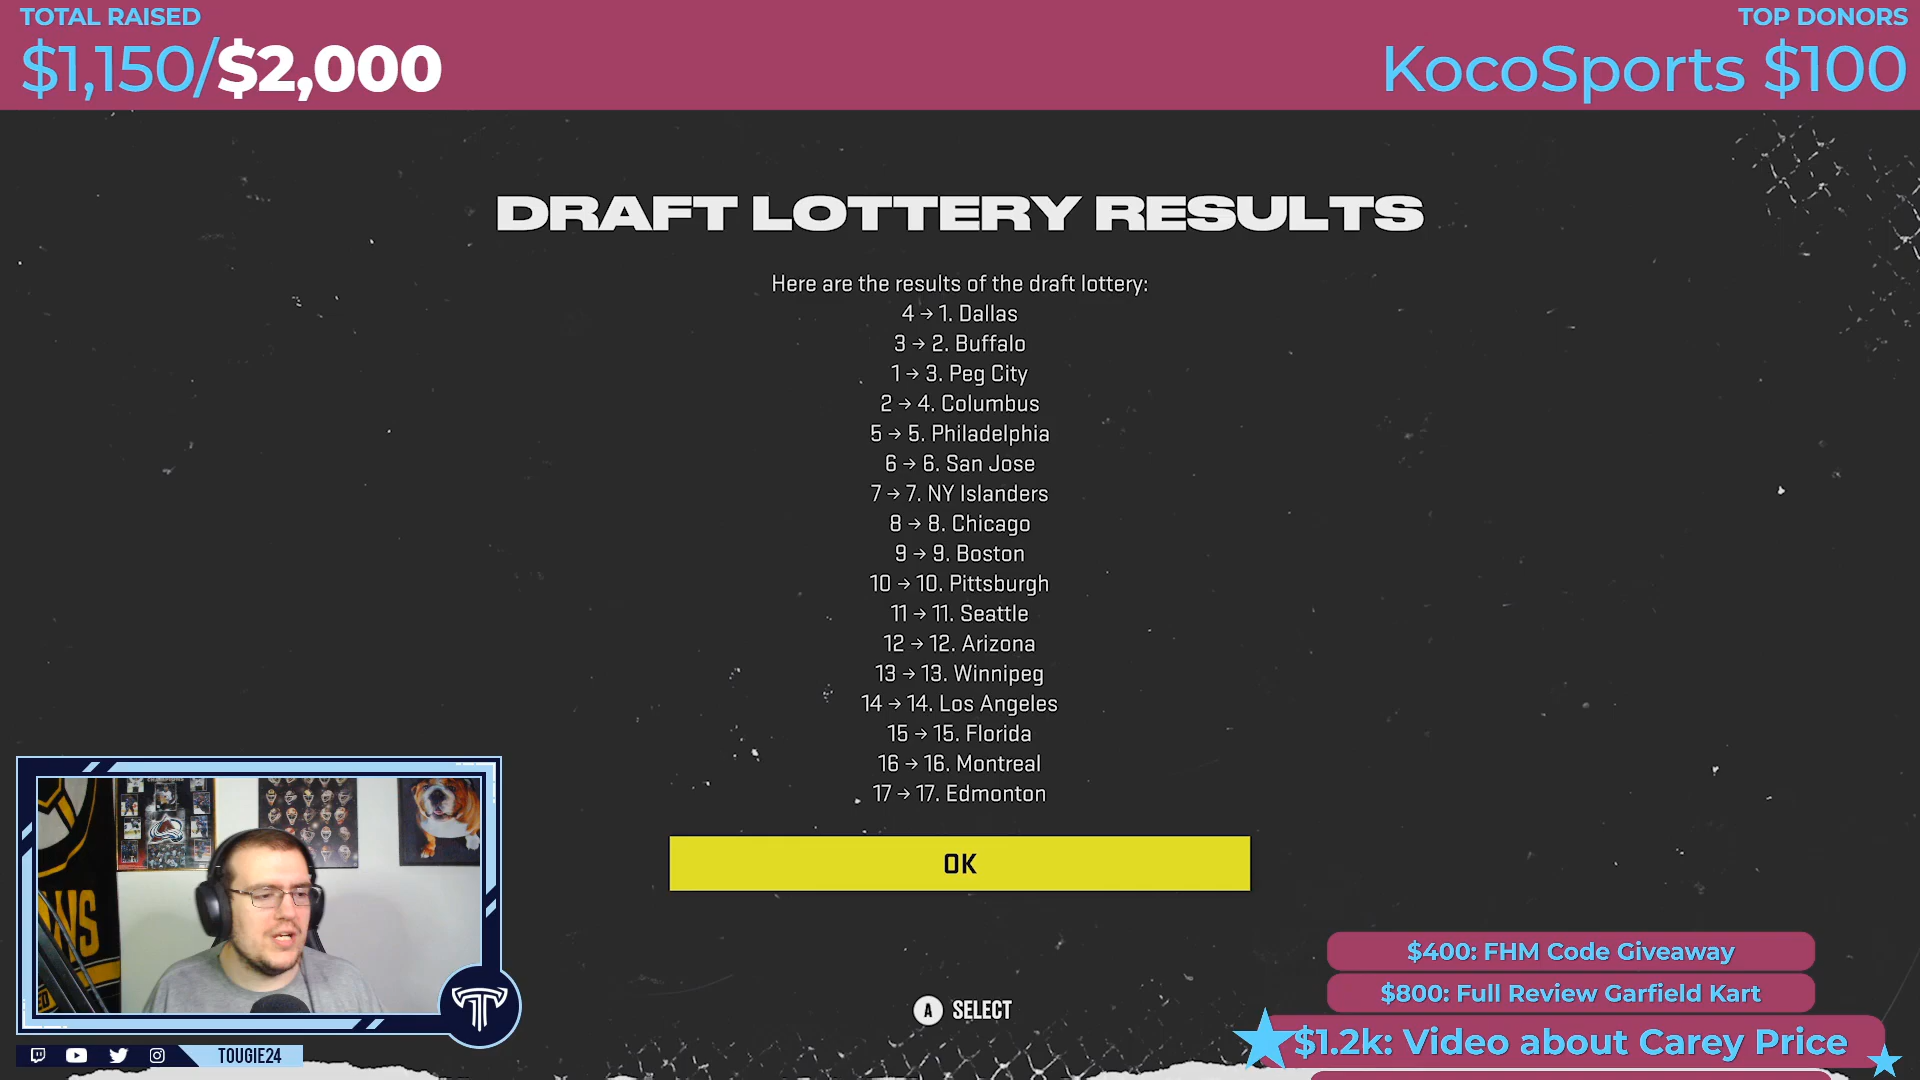 TOTAL RAISED
$1,150/$2,000
TOP DONORS
KocoSports $100
DRAFT LOTTERY RESULTS
Here are the results of the draft lottery:
4 → 1. Dallas
3 → 2. Buffalo
1 → 3. Peg City
2 → 4. Columbus
5 → 5. Philadelphia
6 → 6. San Jose
7 → 7. NY Islanders
8 → 8. Chicago
9 → 9. Boston
10 → 10. Pittsburgh
11 → 11. Seattle
12 → 12. Arizona
13 → 13. Winnipeg
14 → 14. Los Angeles
15 → 15. Florida
16 → 16. Montreal
17 → 17. Edmonton
OK
A SELECT
TOUGIE24
$400: FHM Code Giveaway
$800: Full Review Garfield Kart
$1.2k: Video about Carey Price